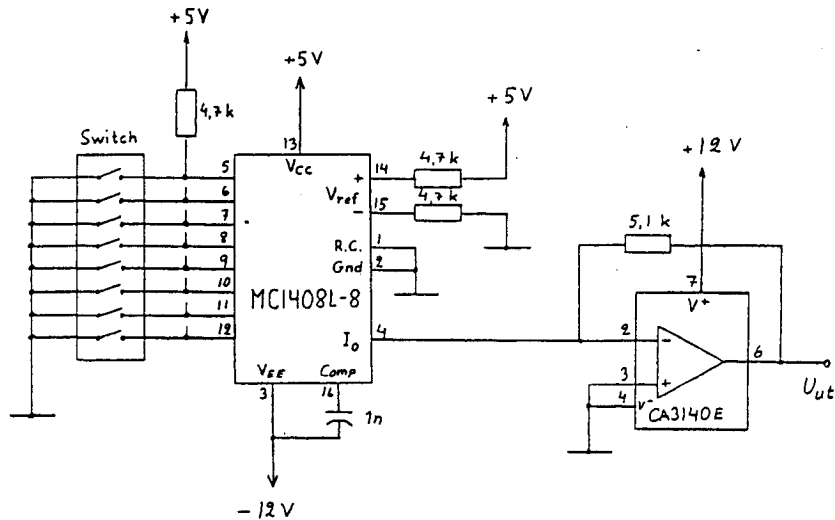 +5V
+5V
4,7k
+5V
Switch
13
VCC
5
6
7
8
9
10
11
12
+
Vref
-
14
4,7k
15
4,7k
R.C.
1
Gnd
2
MC1408L-8
I0
4
VEE
Comp
3
16
1n
-12V
+12V
5,1k
7
V+
2
-
3
+
4
V-
6
CA3140E
Uut